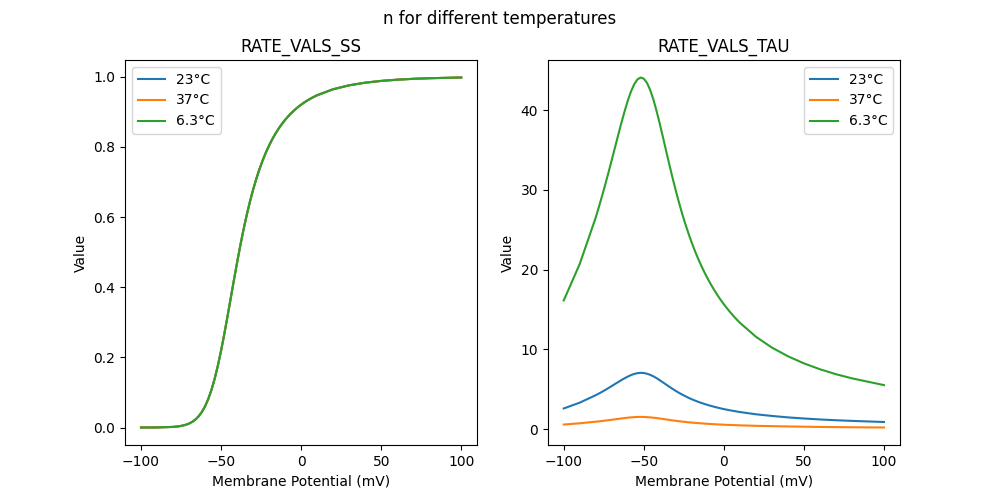 n for different temperatures
RATE_VALS_SS
23°C
37°C
6.3°C
1.0
0.8
0.6
0.4
0.2
0.0
Value
−100
−50
0
50
100
Membrane Potential (mV)
RATE_VALS_TAU
23°C
37°C
6.3°C
40
30
20
10
0
Value
−100
−50
0
50
100
Membrane Potential (mV)